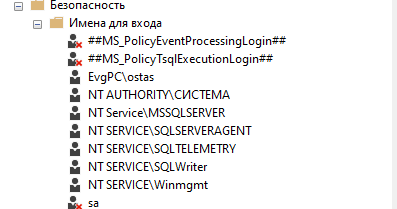 Безопасность
Имена для входа
##MS_PolicyEventProcessingLogin##
##MS_PolicyTsqlExecutionLogin##
EvgPC\ostas
NT AUTHORITY\СИСТЕМА
NT Service\MSSQLSERVER
NT SERVICE\SQLSERVERAGENT
NT SERVICE\SQLTELEMETRY
NT SERVICE\SQLWriter
NT SERVICE\Winmgmt
sa